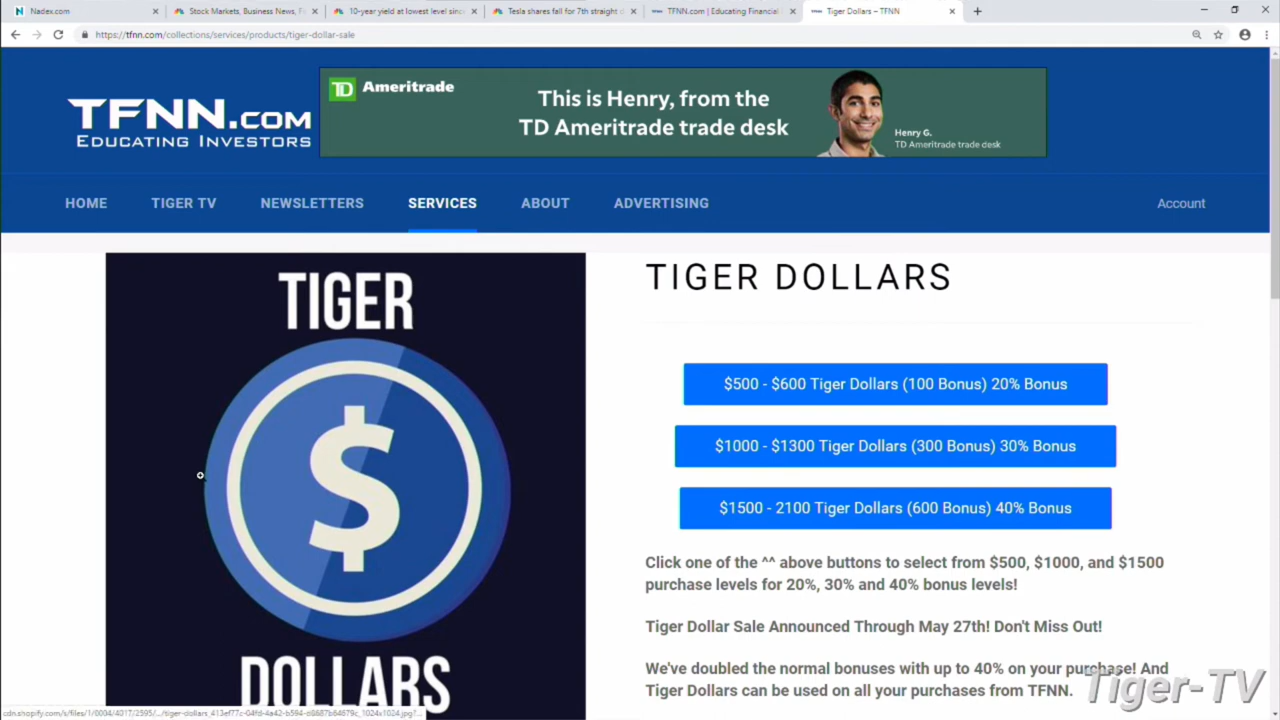 Nadex.com
Stock Markets, Business News, F
10-year yield at lowest level sinc
Tesla shares fall for 7th straight d
TFNN.com | Educating Financial
Tiger Dollars – TFNN
https://tfnn.com/collections/services/products/tiger-dollar-sale
TFNN.COM
EDUCATING INVESTORS
TD Ameritrade
This is Henry, from the
TD Ameritrade trade desk
Henry G.
TD Ameritrade trade desk
HOME TIGER TV NEWSLETTERS SERVICES ABOUT ADVERTISING Account
TIGER
$
DOLLARS
TIGER DOLLARS
$500 - $600 Tiger Dollars (100 Bonus) 20% Bonus
$1000 - $1300 Tiger Dollars (300 Bonus) 30% Bonus
$1500 - 2100 Tiger Dollars (600 Bonus) 40% Bonus
Click one of the ^^ above buttons to select from $500, $1000, and $1500
purchase levels for 20%, 30% and 40% bonus levels!
Tiger Dollar Sale Announced Through May 27th! Don't Miss Out!
We've doubled the normal bonuses with up to 40% on your purchase! And
Tiger Dollars can be used on all your purchases from TFNN.
Tiger-TV